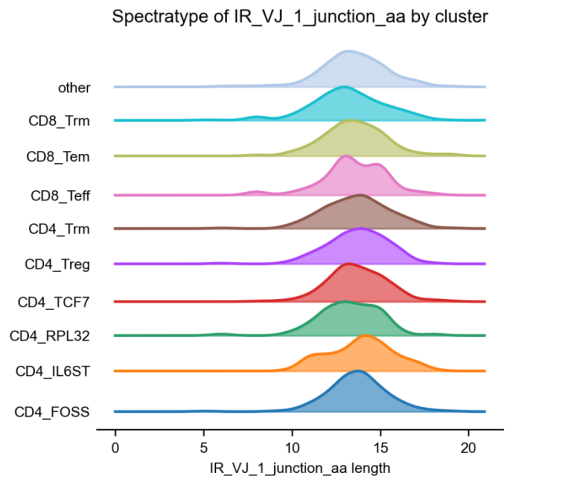 Spectratype of IR_VJ_1_junction_aa by cluster
other
CD8_Trm
CD8_Tem
CD8_Teff
CD4_Trm
CD4_Treg
CD4_TCF7
CD4_RPL32
CD4_IL6ST
CD4_FOSS
0 5 10 15 20
IR_VJ_1_junction_aa length